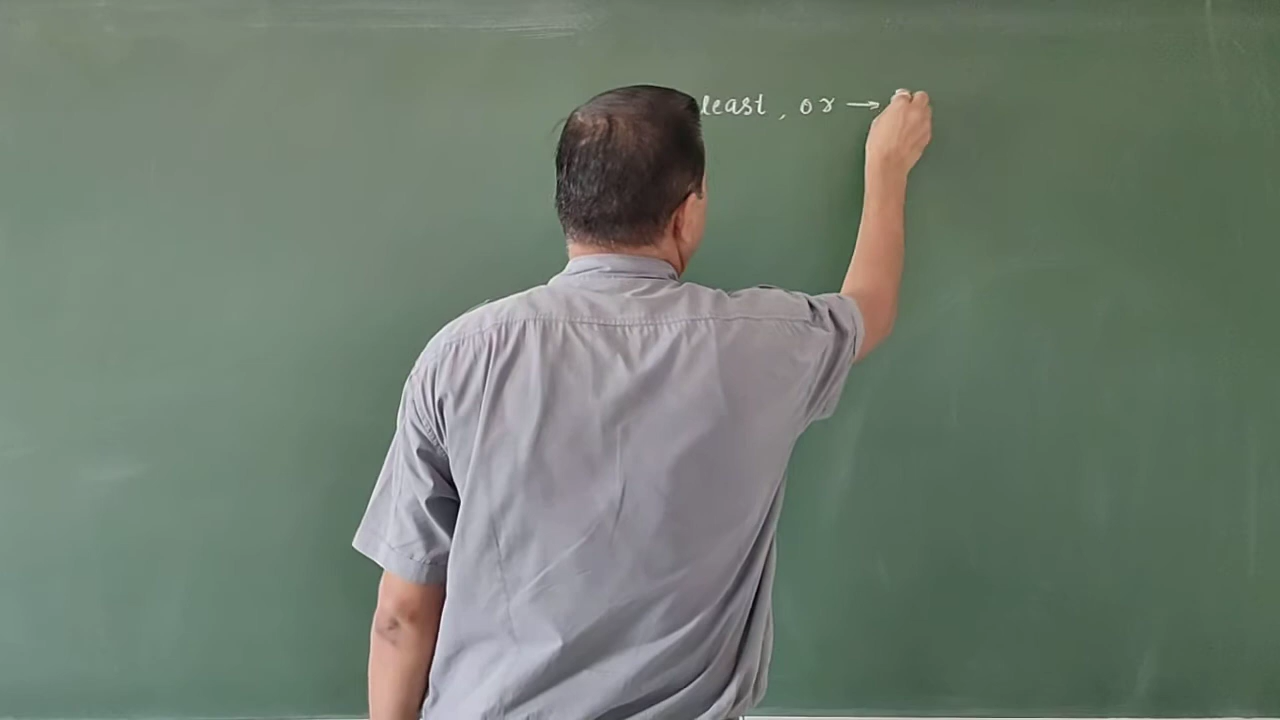 least, or →